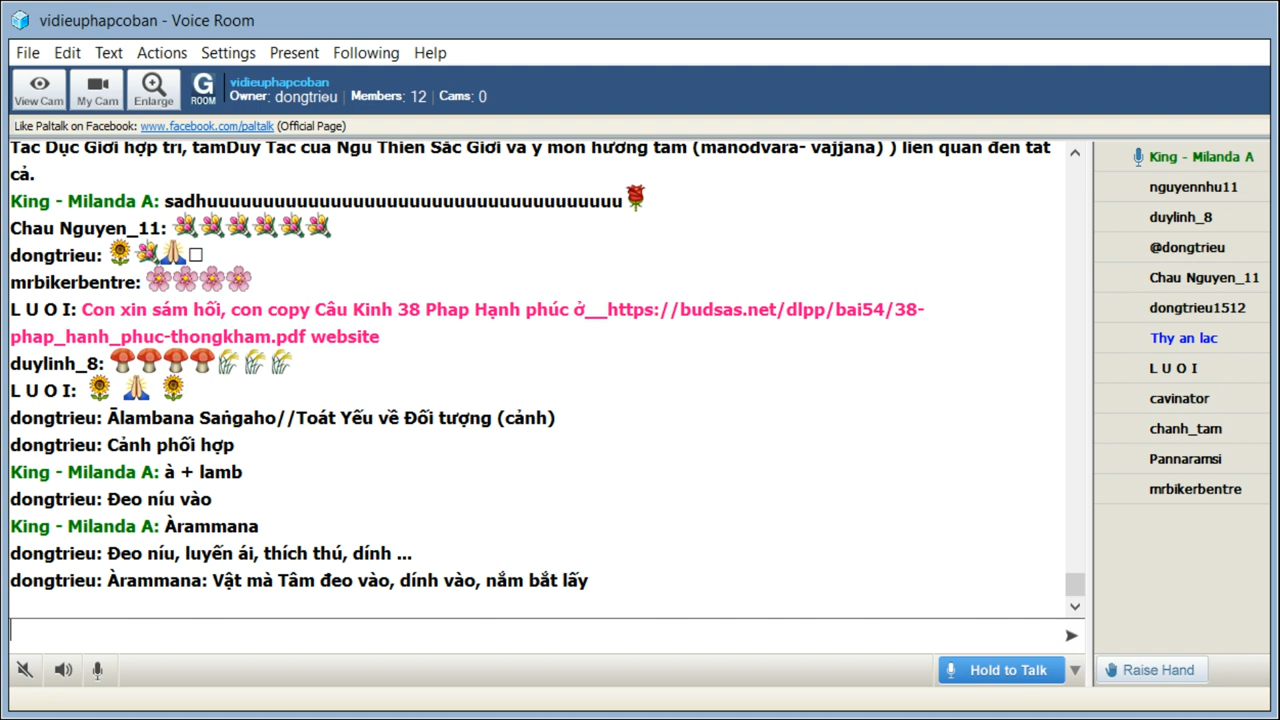 vidieuphapcoban - Voice Room
File Edit Text Actions Settings Present Following Help
View Cam My Cam Enlarge G ROOM
vidieuphapcoban
Owner: dongtrieu | Members: 12 | Cams: 0
Like Paltalk on Facebook: www.facebook.com/paltalk (Official Page)
Tác Dục Giới hợp trí, tâmDuy Tác của Ngũ Thiền Sắc Giới và ý môn hướng tâm (manodvara- vajjana) ) liên quan đến tất
cả.
King - Milanda A: sadhuuuuuuuuuuuuuuuuuuuuuuuuuuuuuuuuuuuuu
Chau Nguyen_11:
dongtrieu:
mrbikerbentre:
L U O I: Con xin sám hối, con copy Câu Kinh 38 Phap Hạnh phúc ở__https://budsas.net/dlpp/bai54/38-
phap_hanh_phuc-thongkham.pdf website
duylinh_8:
L U O I:
dongtrieu: Ālambana Saṅgaho//Toát Yếu về Đối tượng (cảnh)
dongtrieu: Cảnh phối hợp
King - Milanda A: à + lamb
dongtrieu: Đeo níu vào
King - Milanda A: Àrammana
dongtrieu: Đeo níu, luyến ái, thích thú, dính ...
dongtrieu: Àrammana: Vật mà Tâm đeo vào, dính vào, nắm bắt lấy
Hold to Talk
King - Milanda A
nguyennhu11
duylinh_8
@dongtrieu
Chau Nguyen_11
dongtrieu1512
Thy an lac
L U O I
cavinator
chanh_tam
Pannaramsi
mrbikerbentre
Raise Hand